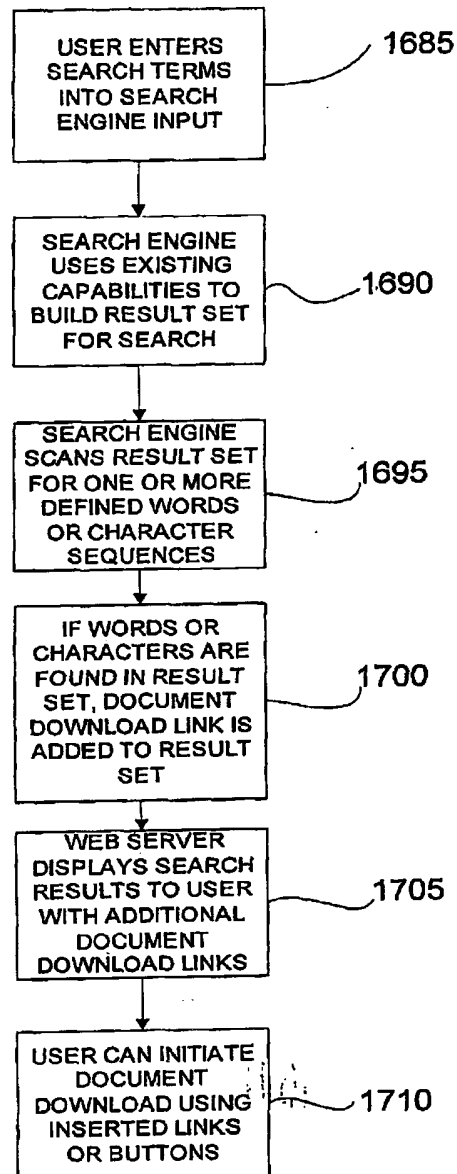 USER ENTERS
SEARCH TERMS
INTO SEARCH
ENGINE INPUT
1685
SEARCH ENGINE
USES EXISTING
CAPABILITIES TO
BUILD RESULT SET
FOR SEARCH
1690
SEARCH ENGINE
SCANS RESULT SET
FOR ONE OR MORE
DEFINED WORDS
OR CHARACTER
SEQUENCES
1695
IF WORDS OR
CHARACTERS ARE
FOUND IN RESULT
SET, DOCUMENT
DOWNLOAD LINK IS
ADDED TO RESULT
SET
1700
WEB SERVER
DISPLAYS SEARCH
RESULTS TO USER
WITH ADDITIONAL
DOCUMENT
DOWNLOAD LINKS
1705
USER CAN INITIATE
DOCUMENT
DOWNLOAD USING
INSERTED LINKS
OR BUTTONS
1710